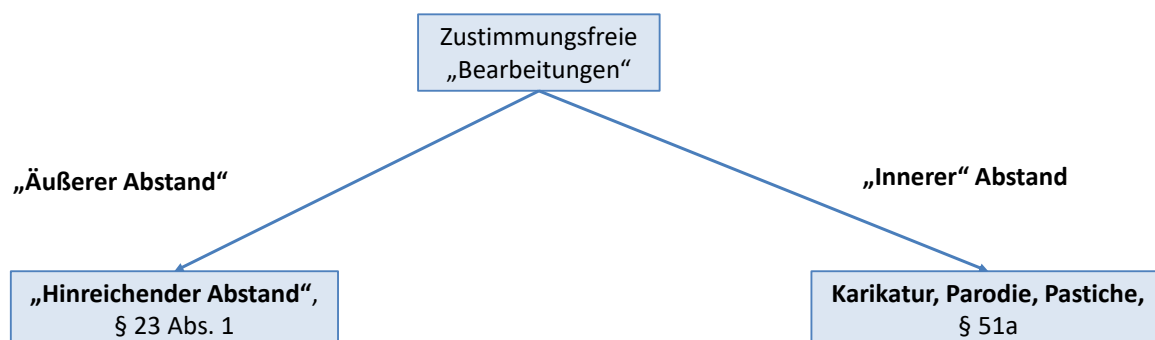 Zustimmungsfreie
„Bearbeitungen“
„Äußerer Abstand“
„Innerer“ Abstand
„Hinreichender Abstand“,
§ 23 Abs. 1
Karikatur, Parodie, Pastiche,
§ 51a